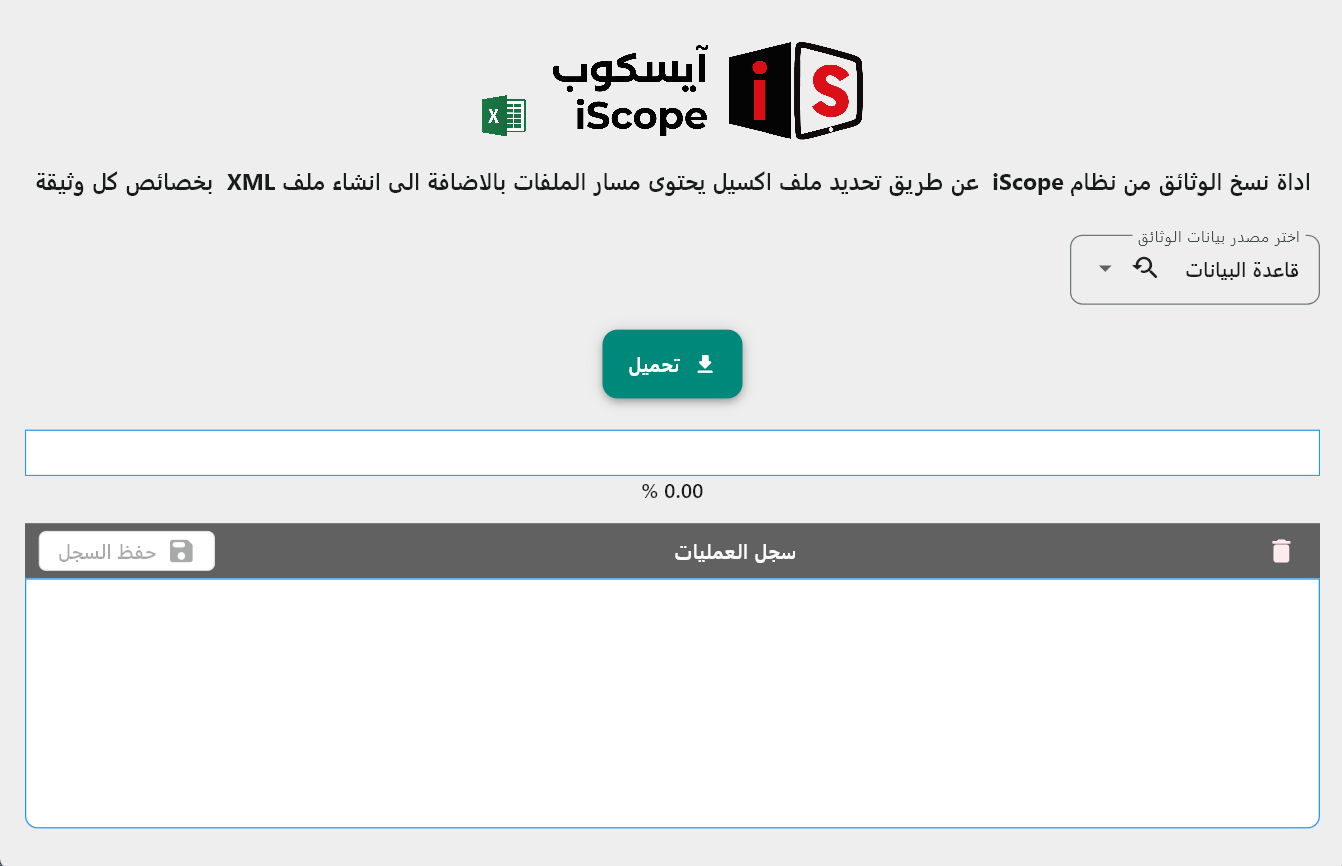 آيسكوب
iScope
iS
X
اداة نسخ الوثائق من نظام iScope عن طريق تحديد ملف اكسيل يحتوى مسار الملفات بالاضافة الى انشاء ملف XML بخصائص كل وثيقة
اختر مصدر بيانات الوثائق
قاعدة البيانات
تحميل
% 0.00
سجل العمليات
حفظ السجل